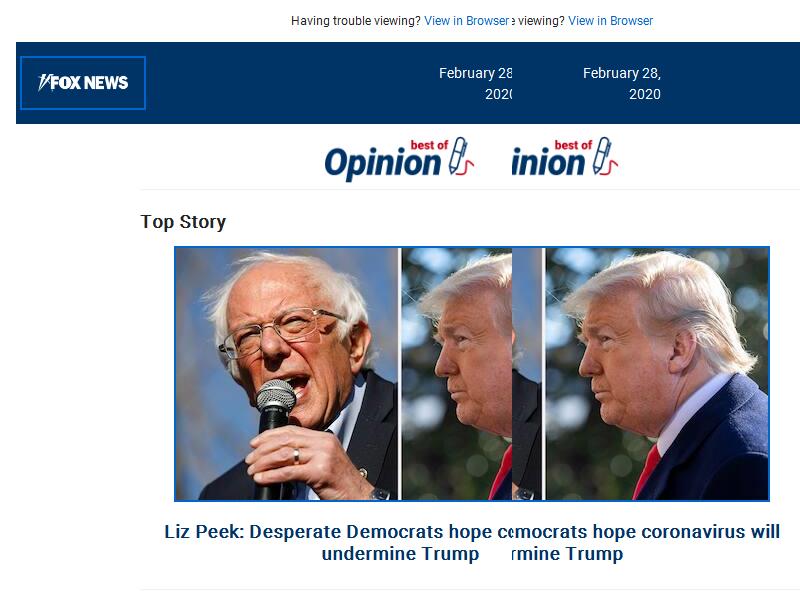 Having trouble viewing? View in Browser e viewing? View in Browser
FOX NEWS
February 28 February 28,
2020 2020
best of best of
Opinion inion
Top Story
Liz Peek: Desperate Democrats hope c emocrats hope coronavirus will
undermine Trump rmine Trump